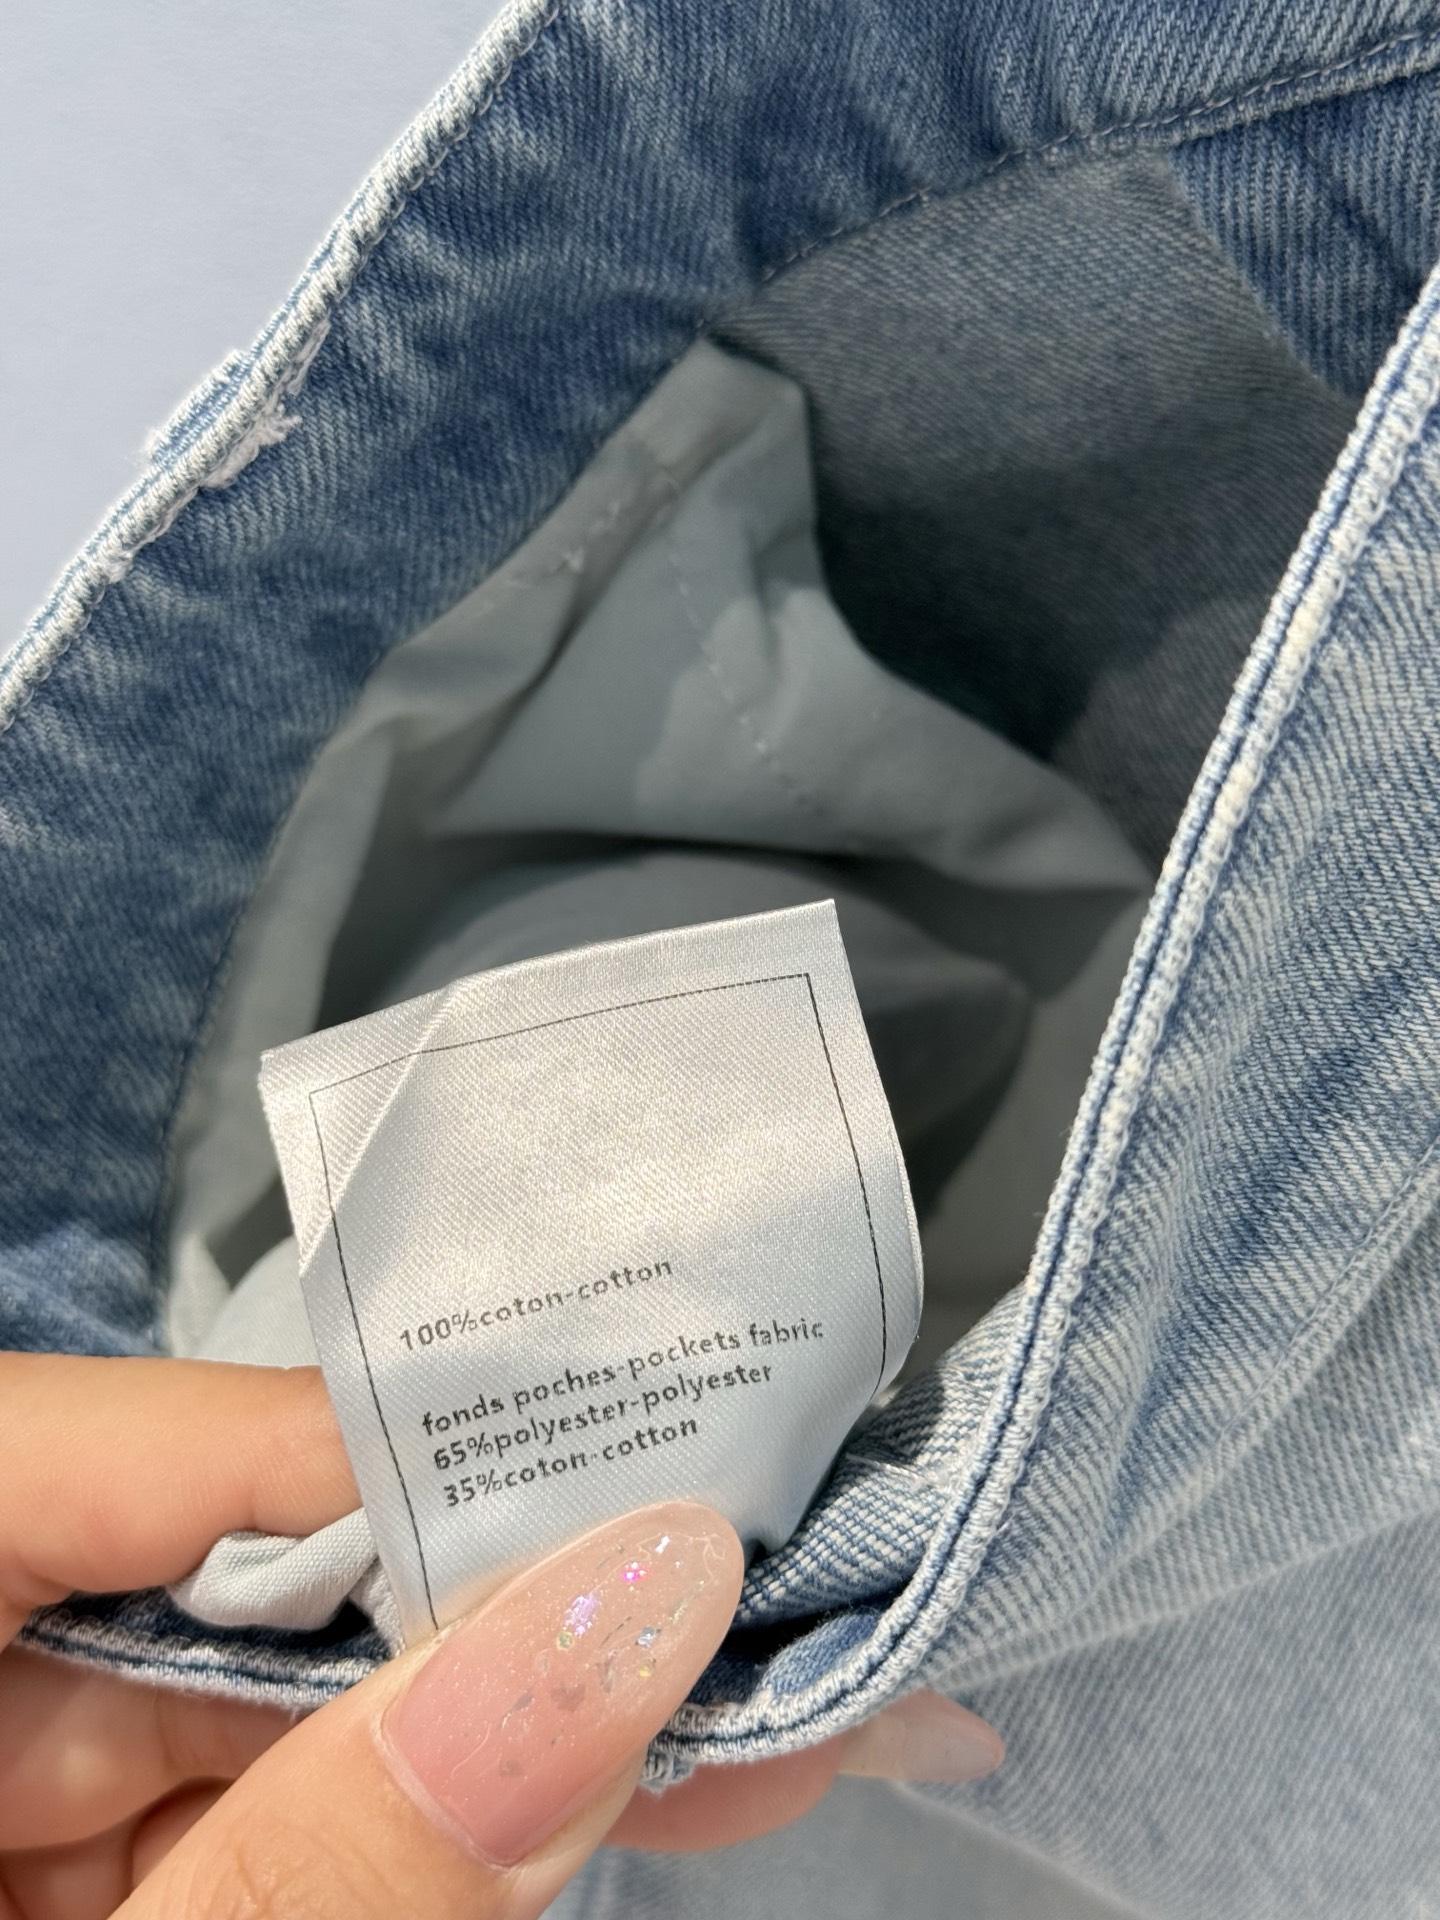 100%coton-cotton
fonds poches-pockets fabric
65%polyester-polyester
35%coton-cotton